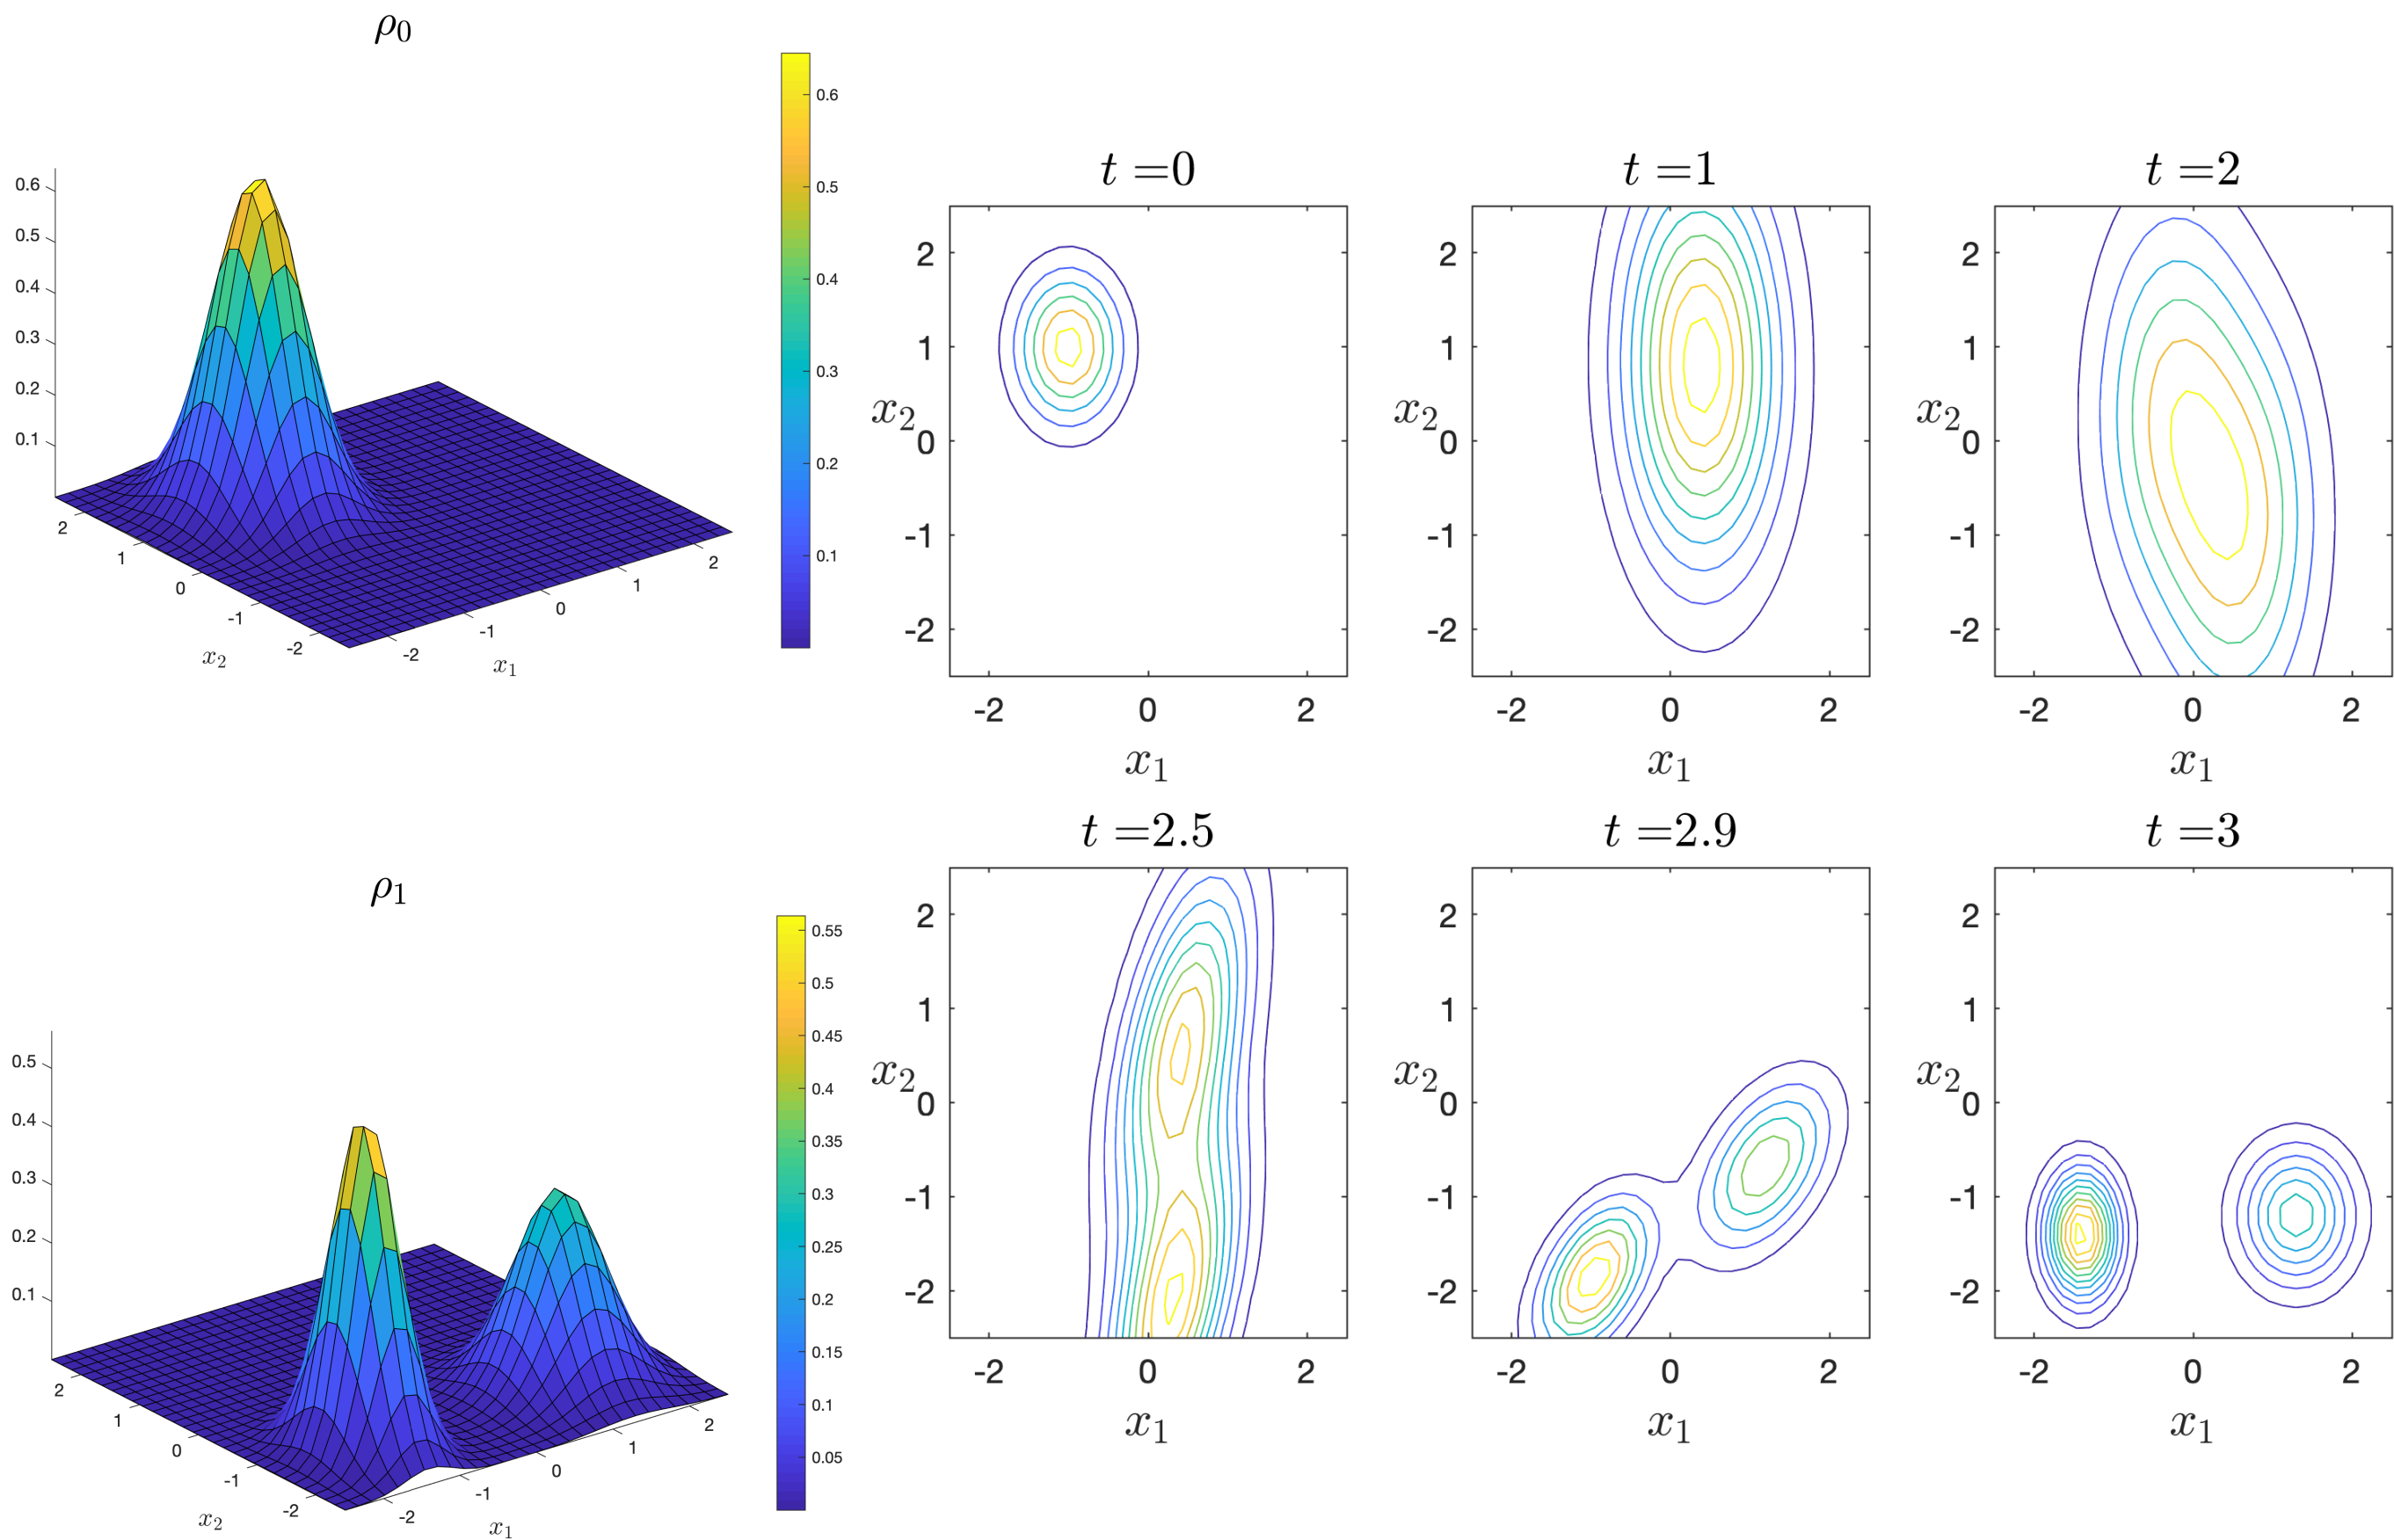 ρ₀
0.6
0.5
0.4
0.3
0.2
0.1
2
1
0
-1
-2
x₂
-2
-1
0
1
2
x₁
0.6
0.5
0.4
0.3
0.2
0.1
t =0
2
1
0
-1
-2
x₂
-2 0 2
x₁
t =1
2
1
0
-1
-2
x₂
-2 0 2
x₁
t =2
2
1
0
-1
-2
x₂
-2 0 2
x₁
ρ₁
0.5
0.4
0.3
0.2
0.1
2
1
0
-1
-2
x₂
-2
-1
0
1
2
x₁
0.55
0.5
0.45
0.4
0.35
0.3
0.25
0.2
0.15
0.1
0.05
t =2.5
2
1
0
-1
-2
x₂
-2 0 2
x₁
t =2.9
2
1
0
-1
-2
x₂
-2 0 2
x₁
t =3
2
1
0
-1
-2
x₂
-2 0 2
x₁